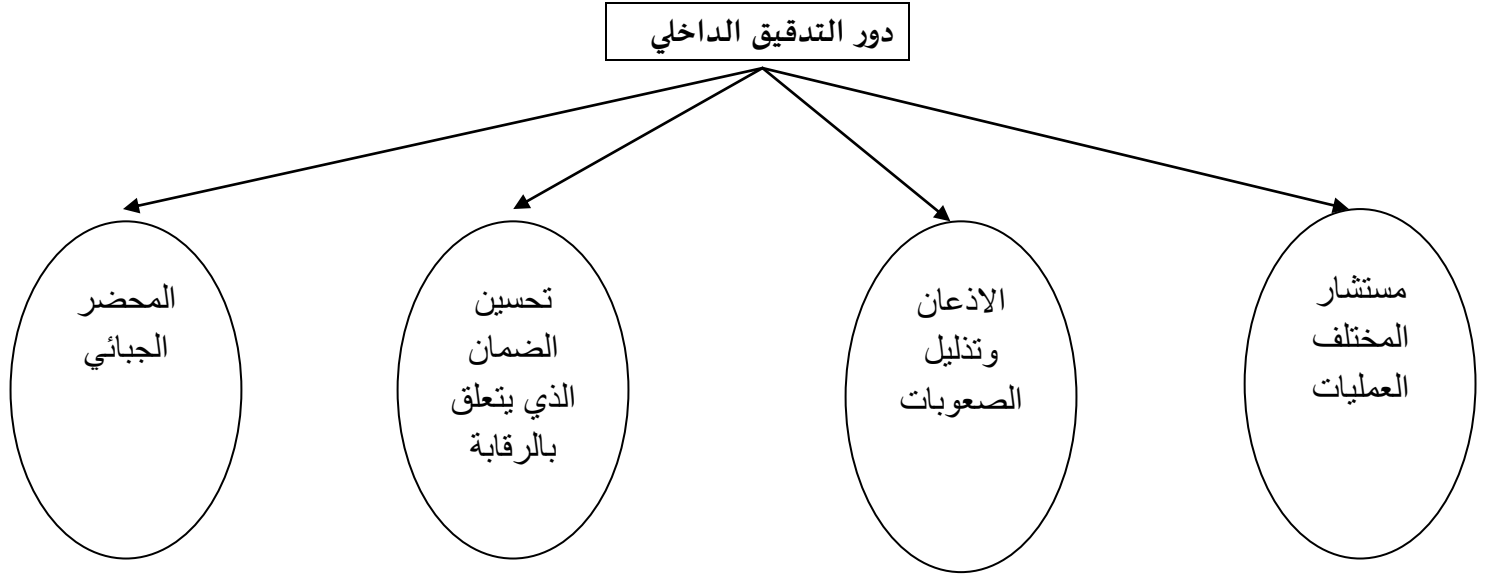 دور التدقيق الداخلي
مستشار
المختلف
العمليات
الاذعان
وتذليل
الصعوبات
تحسين
الضمان
الذي يتعلق
بالرقابة
المحضر
الجبائي